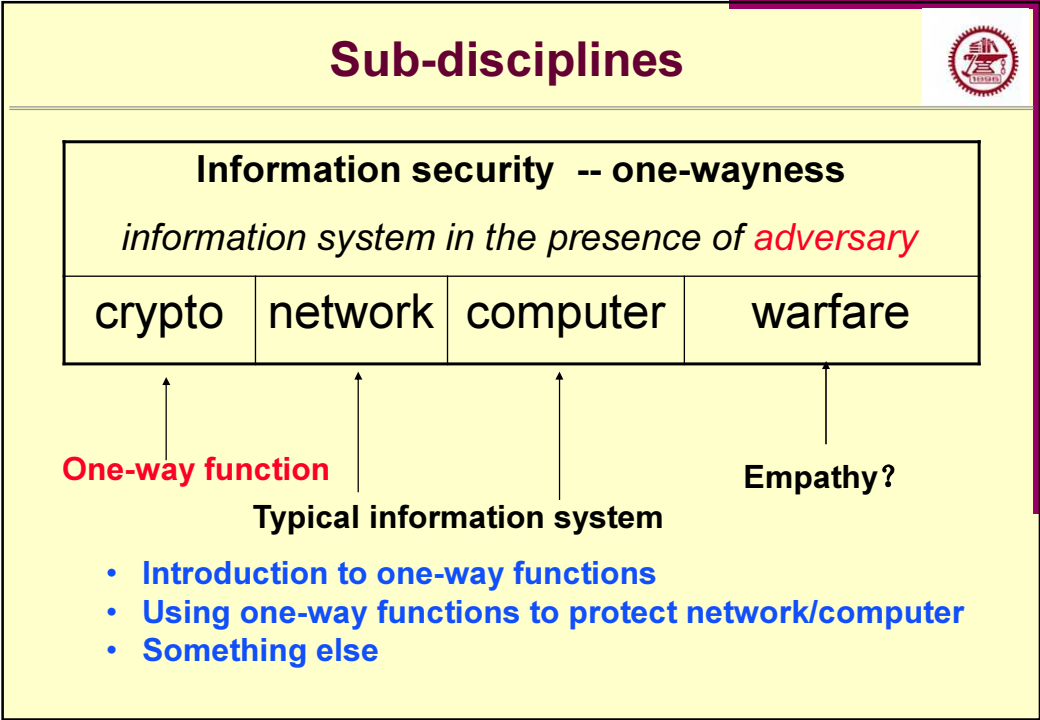 Sub-disciplines
1896
Information security -- one-wayness
information system in the presence of adversary
crypto network computer warfare
One-way function
Empathy？
Typical information system
• Introduction to one-way functions
• Using one-way functions to protect network/computer
• Something else